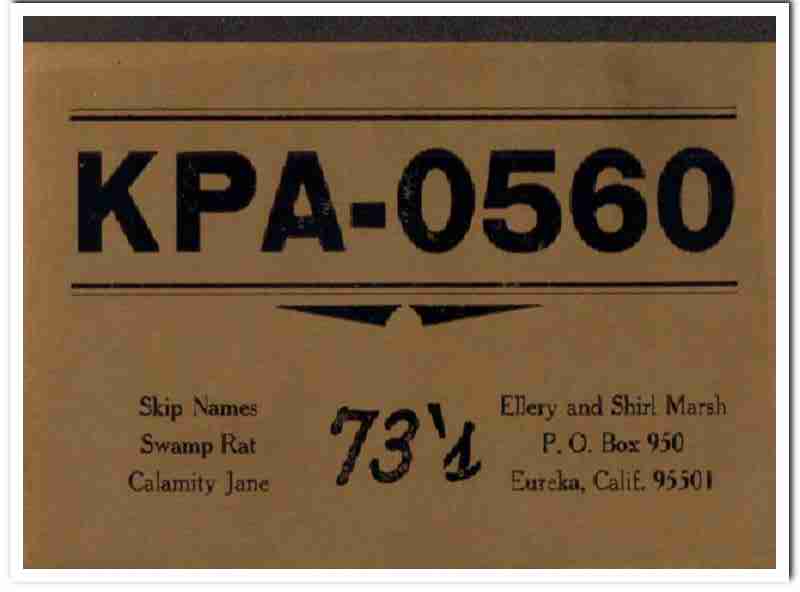 KPA-0560
Skip Names
Swamp Rat
Calamity Jane
73's
Ellery and Shirl Marsh
P. O. Box 950
Eureka, Calif. 95501